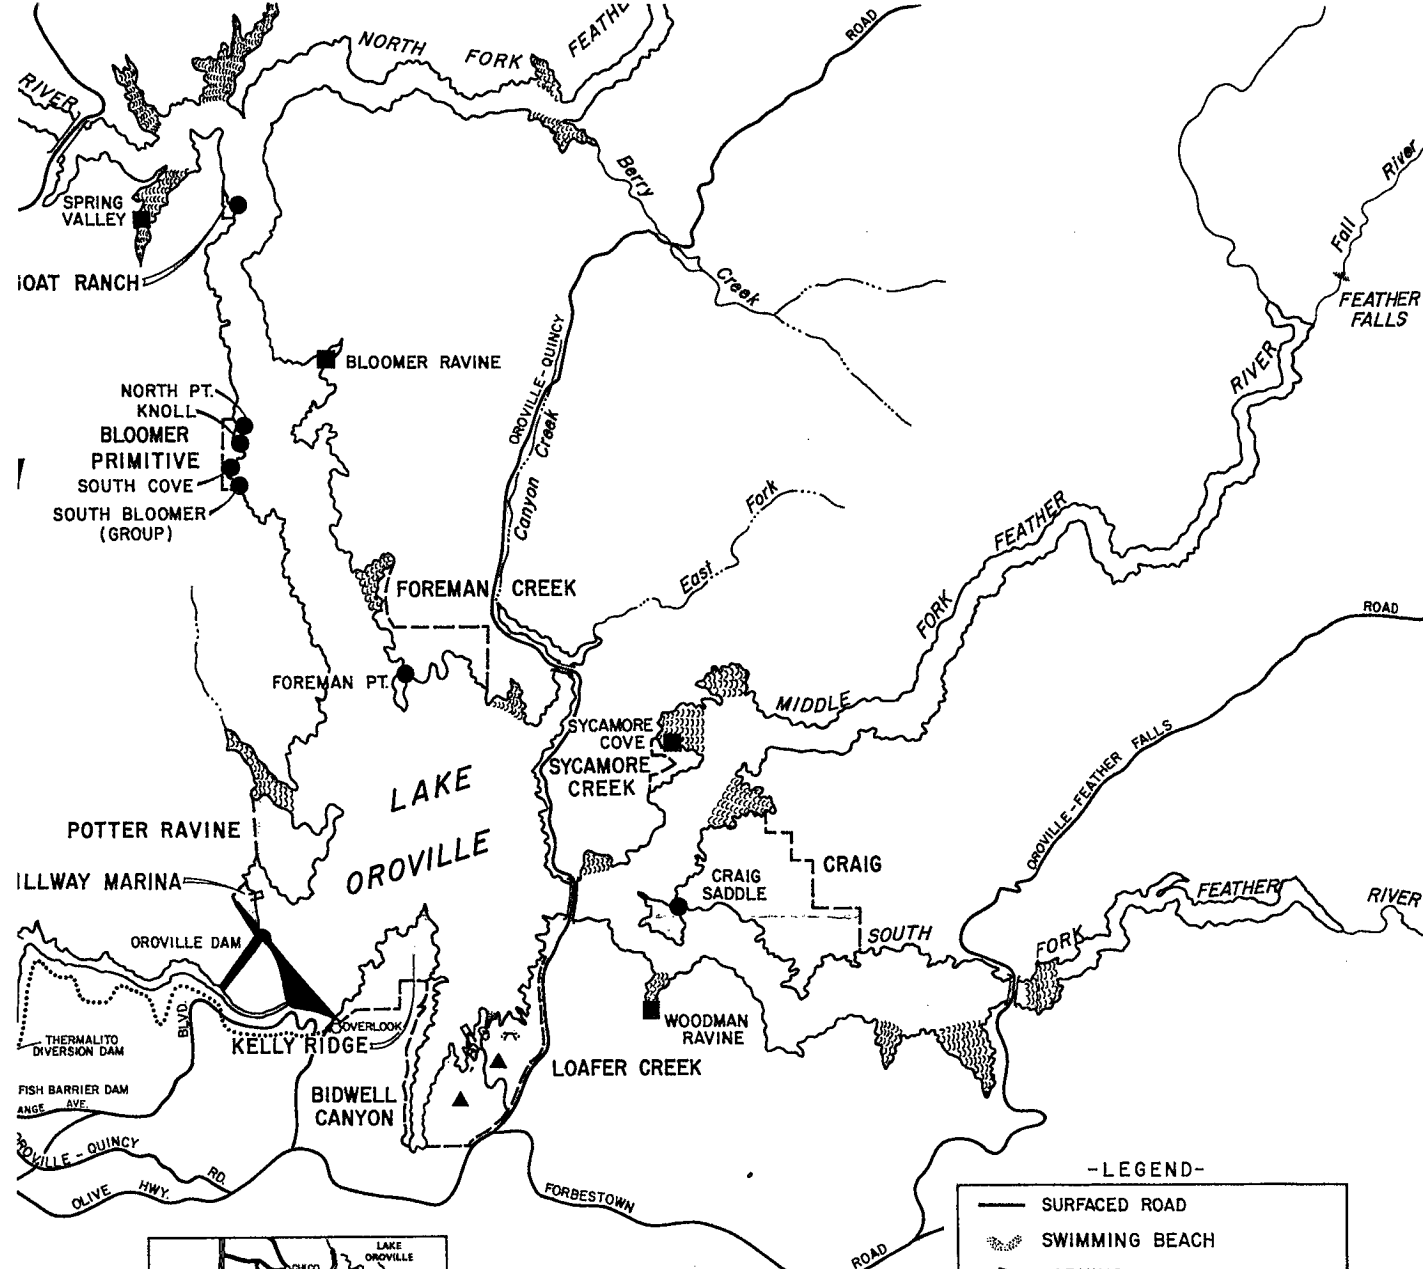 NORTH FORK FEATHE
ROAD
RIVER
Berry
Creek
Fall River
SPRING
VALLEY
OAT RANCH
FEATHER
FALLS
RIVER
OROVILLE-QUINCY
BLOOMER RAVINE
NORTH PT.
KNOLL
BLOOMER
PRIMITIVE
SOUTH COVE
SOUTH BLOOMER
(GROUP)
Canyon Creek
East Fork
FEATHER
FORK
MIDDLE
FOREMAN CREEK
FOREMAN PT.
ROAD
OROVILLE-FEATHER FALLS
SYCAMORE
COVE
SYCAMORE
CREEK
LAKE
OROVILLE
POTTER RAVINE
ILLWAY MARINA
CRAIG
CRAIG
SADDLE
SOUTH
FORK
FEATHER
RIVER
OROVILLE DAM
BLVD.
OVERLOOK
KELLY RIDGE
THERMALITO
DIVERSION DAM
WOODMAN
RAVINE
LOAFER CREEK
BIDWELL
CANYON
FISH BARRIER DAM
ANGE AVE.
OROVILLE-QUINCY
RD.
OLIVE HWY.
FORBESTOWN
ROAD
-LEGEND-
SURFACED ROAD
SWIMMING BEACH
LAKE
OROVILLE